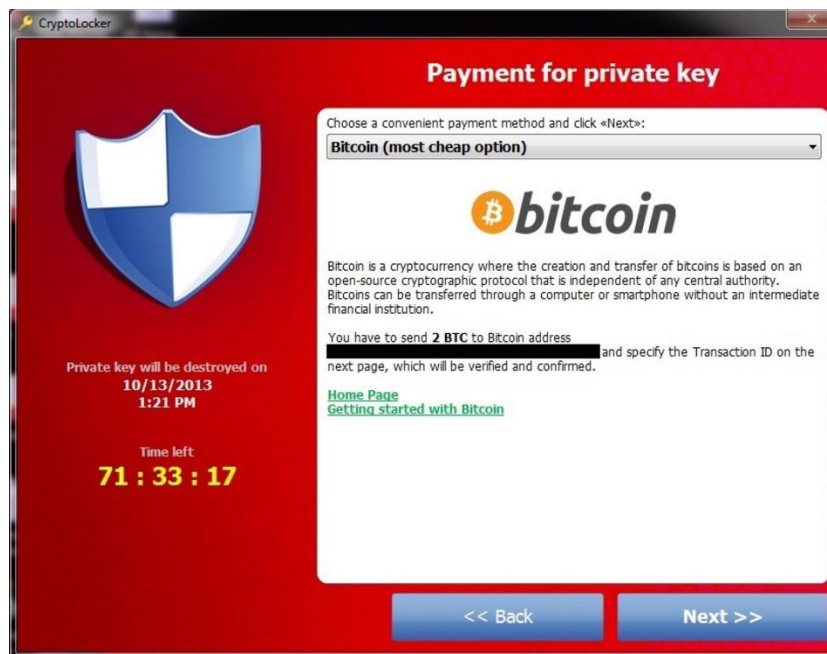 CryptoLocker
Payment for private key
Choose a convenient payment method and click «Next»:
Bitcoin (most cheap option)
bitcoin
Bitcoin is a cryptocurrency where the creation and transfer of bitcoins is based on an
open-source cryptographic protocol that is independent of any central authority.
Bitcoins can be transferred through a computer or smartphone without an intermediate
financial institution.
You have to send 2 BTC to Bitcoin address
and specify the Transaction ID on the
next page, which will be verified and confirmed.
Home Page
Getting started with Bitcoin
Private key will be destroyed on
10/13/2013
1:21 PM
Time left
71 : 33 : 17
<< Back
Next >>